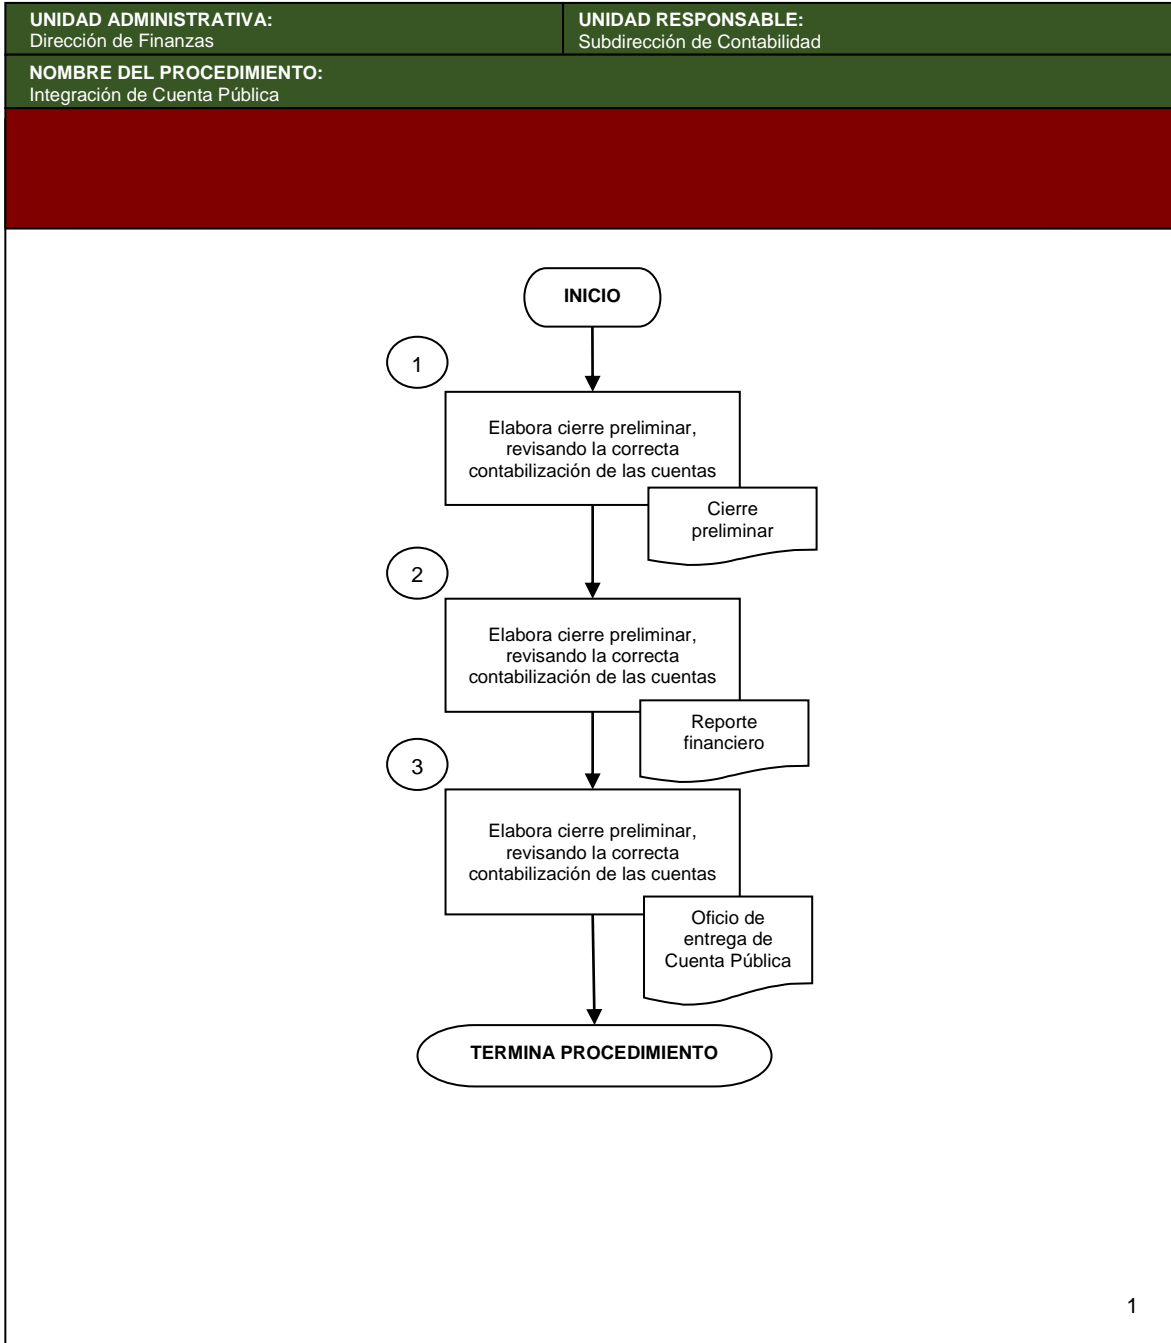 UNIDAD ADMINISTRATIVA:
Dirección de Finanzas
UNIDAD RESPONSABLE:
Subdirección de Contabilidad
NOMBRE DEL PROCEDIMIENTO:
Integración de Cuenta Pública
INICIO
1
Elabora cierre preliminar,
revisando la correcta
contabilización de las cuentas
Cierre
preliminar
2
Elabora cierre preliminar,
revisando la correcta
contabilización de las cuentas
Reporte
financiero
3
Elabora cierre preliminar,
revisando la correcta
contabilización de las cuentas
Oficio de
entrega de
Cuenta Pública
TERMINA PROCEDIMIENTO
1